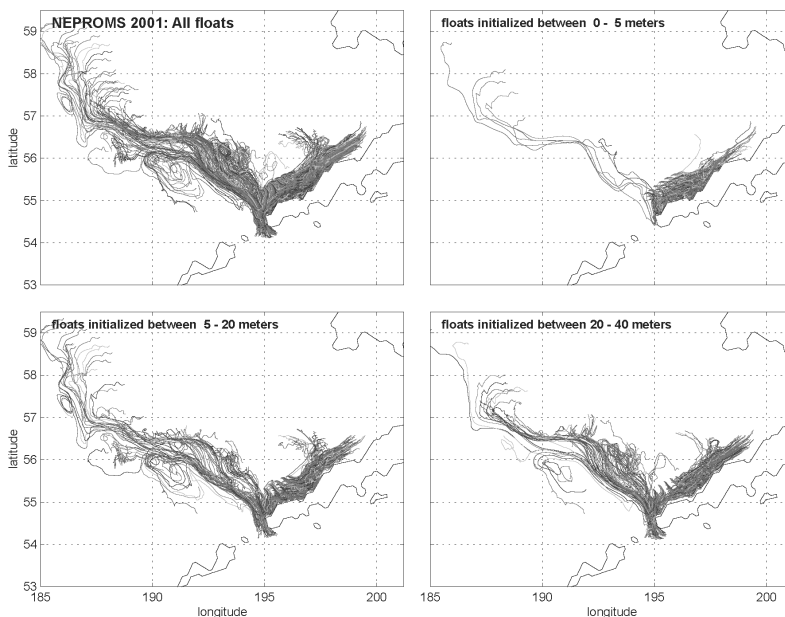 NEPROMS 2001: All floats
floats initialized between 0 - 5 meters
59
58
57
56
55
54
53
latitude
floats initialized between 5 - 20 meters
floats initialized between 20 - 40 meters
59
58
57
56
55
54
53
latitude
185
190
195
200
longitude
185
190
195
200
longitude